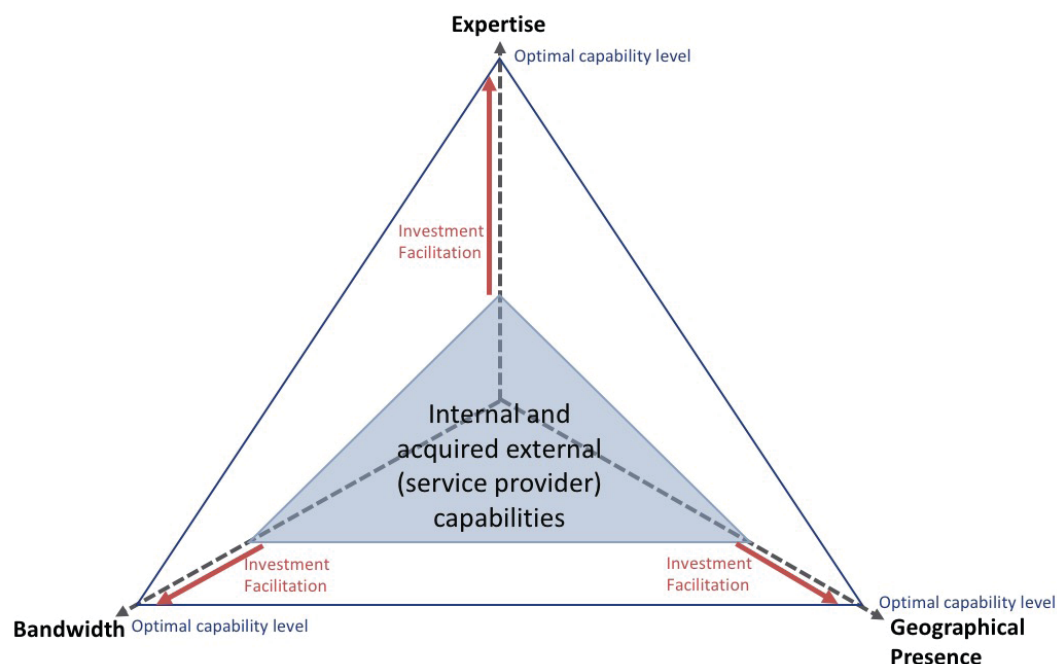 Expertise
Optimal capability level
Investment
Facilitation
Internal and
acquired external
(service provider)
capabilities
Investment
Facilitation
Investment
Facilitation
Bandwidth
Optimal capability level
Optimal capability level
Geographical
Presence